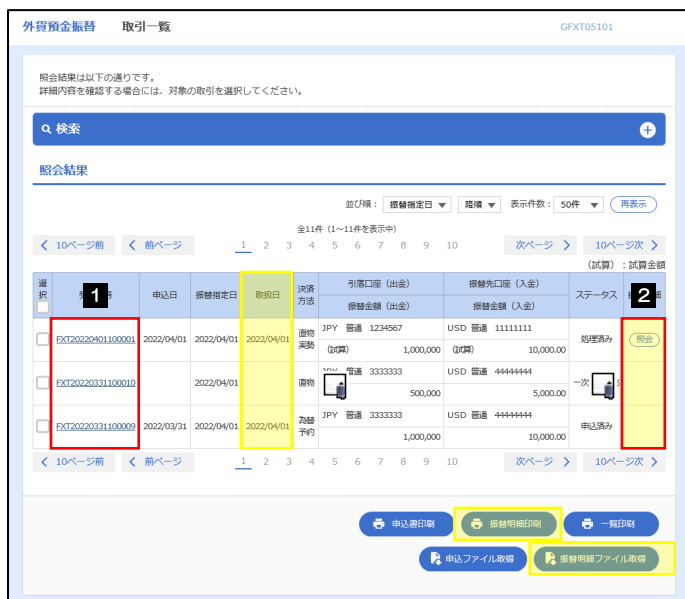 外貨預金振替 取引一覧 GFXT05101
照会結果は以下の通りです。
詳細内容を確認する場合には、対象の取引を選択してください。
検索
照会結果
並び順： 振替指定日 降順 表示件数： 50件 再表示
全11件（1～11件を表示中）
10ページ前 前ページ 1 2 3 4 5 6 7 8 9 10 次ページ 10ページ次
（試算）：試算金額
選択 1 号 申込日 振替指定日 取扱日 決済方法 引落口座（出金） 振替先口座（入金） ステータス 2
振替金額（出金） 振替金額（入金）
FXT20220401100001 2022/04/01 2022/04/01 2022/04/01 直物実勢 JPY 普通 1234567 USD 普通 11111111 処理済み 照会
（試算） 1,000,000 （試算） 10,000.00
FXT20220331100010 2022/04/01 直物 普通 3333333 USD 普通 44444444 一次
500,000 5,000.00
FXT20220331100009 2022/03/31 2022/04/01 2022/04/01 為替予約 JPY 普通 3333333 USD 普通 44444444 申込済み
1,000,000 10,000.00
10ページ前 前ページ 1 2 3 4 5 6 7 8 9 10 次ページ 10ページ次
申込書印刷 振替明細印刷 一覧印刷
申込ファイル取得 振替明細ファイル取得